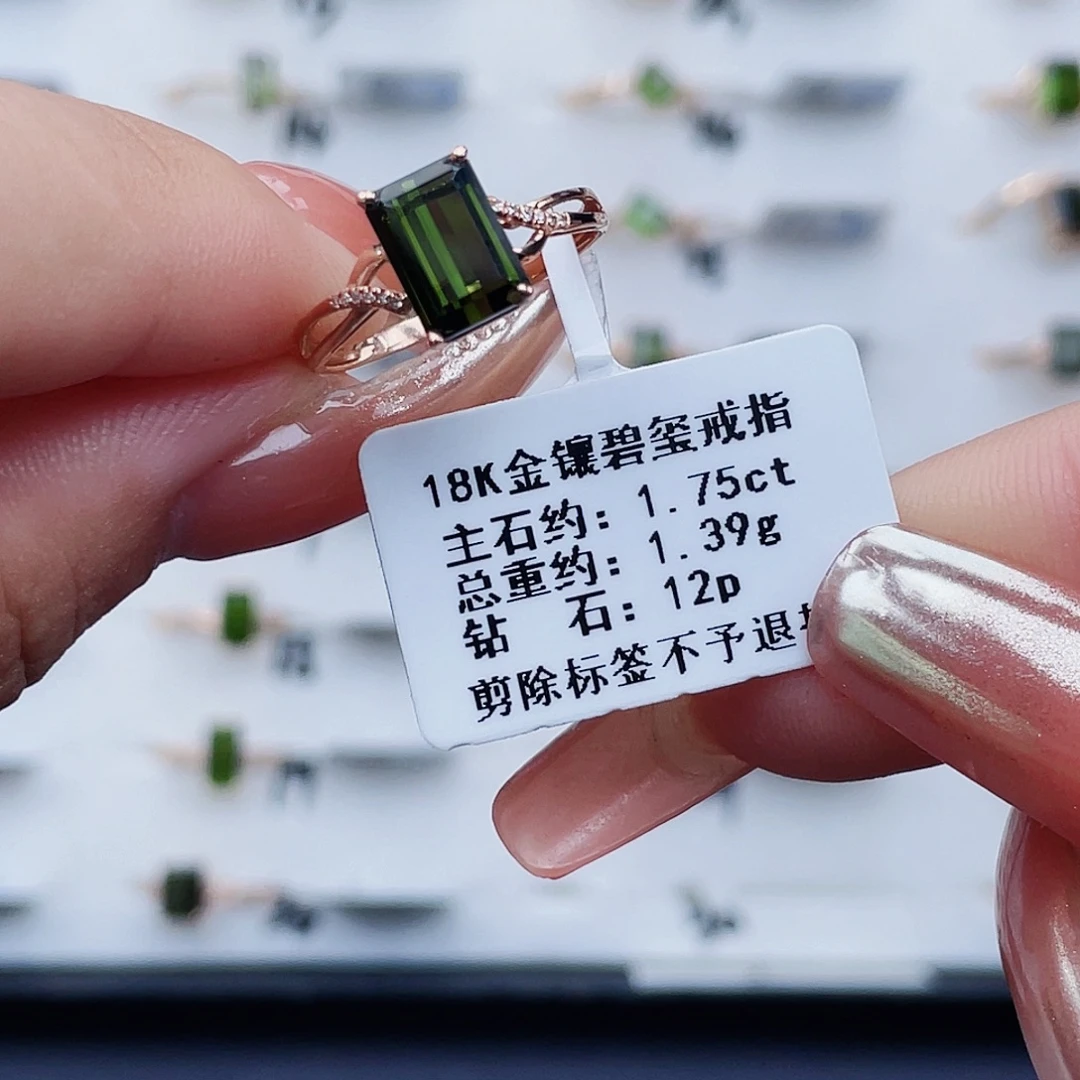 18K金镶碧玺戒指
主石约: 1.75ct
总重约: 1.39g
钻 石: 12p
剪除标签不予退